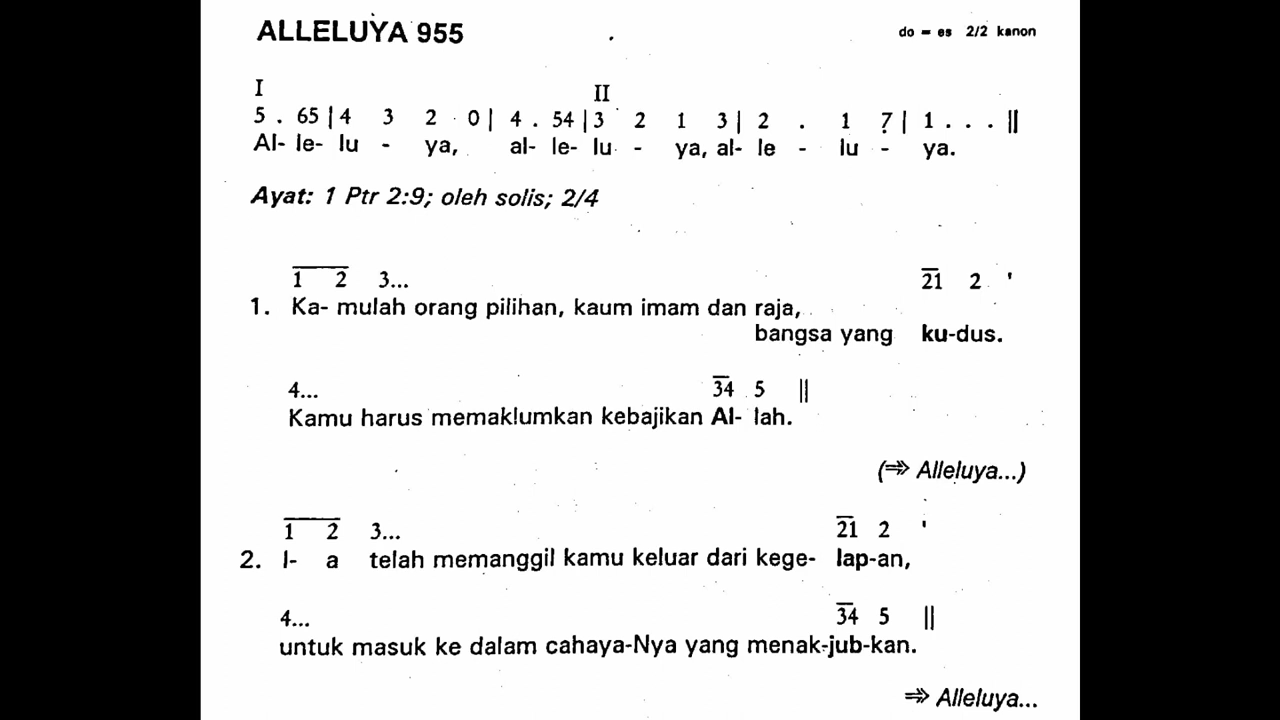 ALLELUYA 955 do = es 2/2 kanon
I II
5 . 65 | 4 3 2 0 | 4 . 54 | 3 2 1 3 | 2 . 1 7̣ | 1 . . . ||
Al- le- lu - ya, al- le- lu - ya, al- le - lu - ya.
Ayat: 1 Ptr 2:9; oleh solis; 2/4
1 2 3... 21 2 '
1. Ka- mulah orang pilihan, kaum imam dan raja,
bangsa yang ku-dus.
4... 34 5 ||
Kamu harus memaklumkan kebajikan Al- lah.
(⇒ Alleluya...)
1 2 3... 21 2 '
2. I- a telah memanggil kamu keluar dari kege- lap-an,
4... 34 5 ||
untuk masuk ke dalam cahaya-Nya yang menak-jub-kan.
⇒ Alleluya...